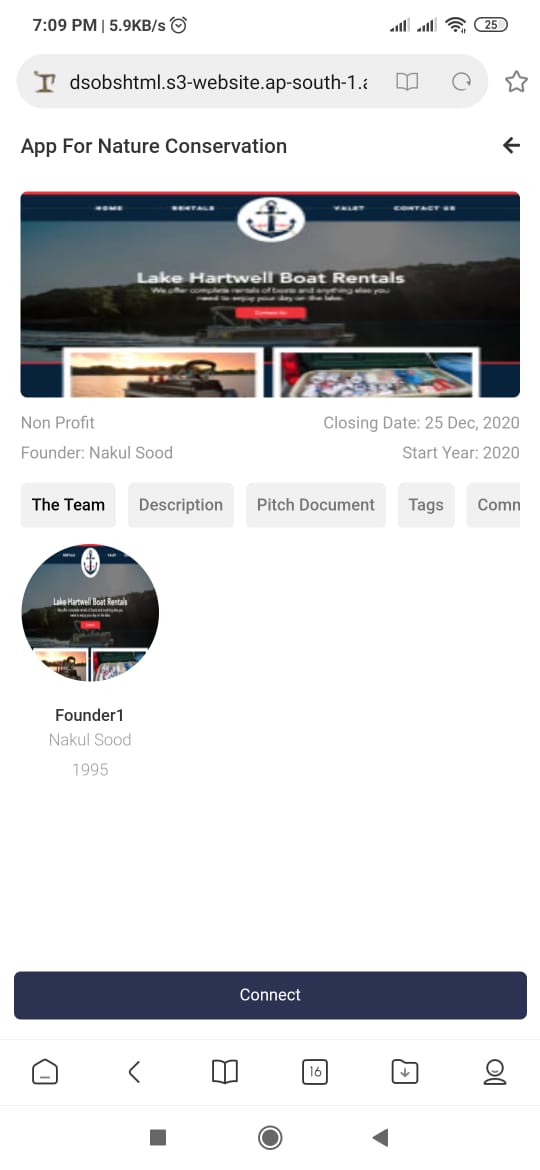 7:09 PM | 5.9KB/s
25
dsobshtml.s3-website.ap-south-1.a
App For Nature Conservation
HOME RENTALS VALET CONTACT US
Lake Hartwell Boat Rentals
We offer complete rentals of boats and anything else you
need to enjoy your day on the lake.
Contact Us
Non Profit Closing Date: 25 Dec, 2020
Founder: Nakul Sood Start Year: 2020
The Team Description Pitch Document Tags Comm
Lake Hartwell Boat Rentals
Founder1
Nakul Sood
1995
Connect
16